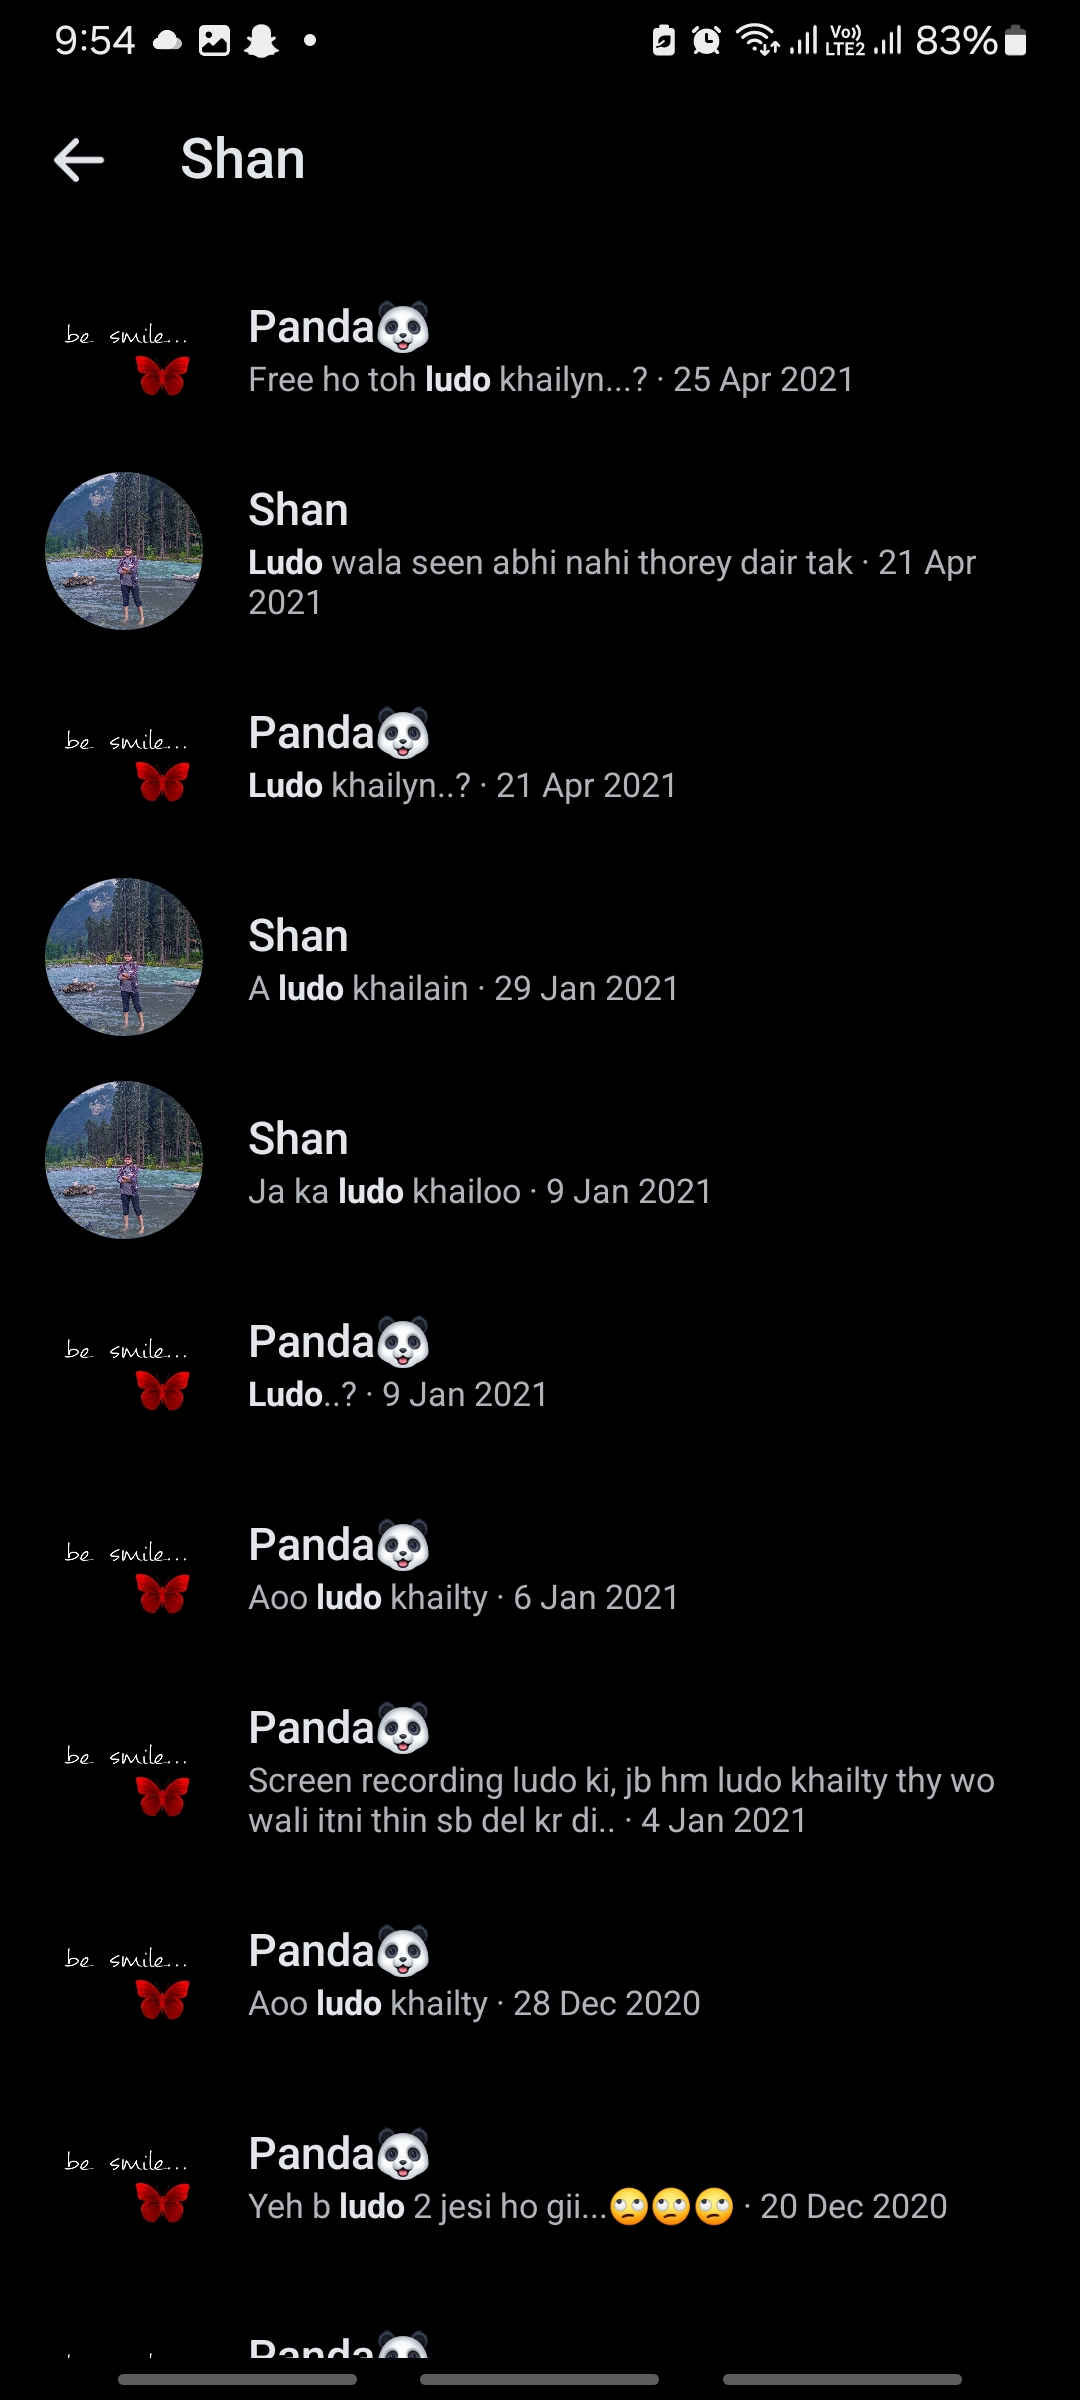 9:54 Vo)) LTE2 83%
Shan
be smile...
Panda🐼
Free ho toh ludo khailyn...? · 25 Apr 2021
Shan
Ludo wala seen abhi nahi thorey dair tak · 21 Apr
2021
be smile...
Panda🐼
Ludo khailyn..? · 21 Apr 2021
Shan
A ludo khailain · 29 Jan 2021
Shan
Ja ka ludo khailoo · 9 Jan 2021
be smile...
Panda🐼
Ludo..? · 9 Jan 2021
be smile...
Panda🐼
Aoo ludo khailty · 6 Jan 2021
be smile...
Panda🐼
Screen recording ludo ki, jb hm ludo khailty thy wo
wali itni thin sb del kr di.. · 4 Jan 2021
be smile...
Panda🐼
Aoo ludo khailty · 28 Dec 2020
be smile...
Panda🐼
Yeh b ludo 2 jesi ho gii...🙄🙄🙄 · 20 Dec 2020
Panda🐼